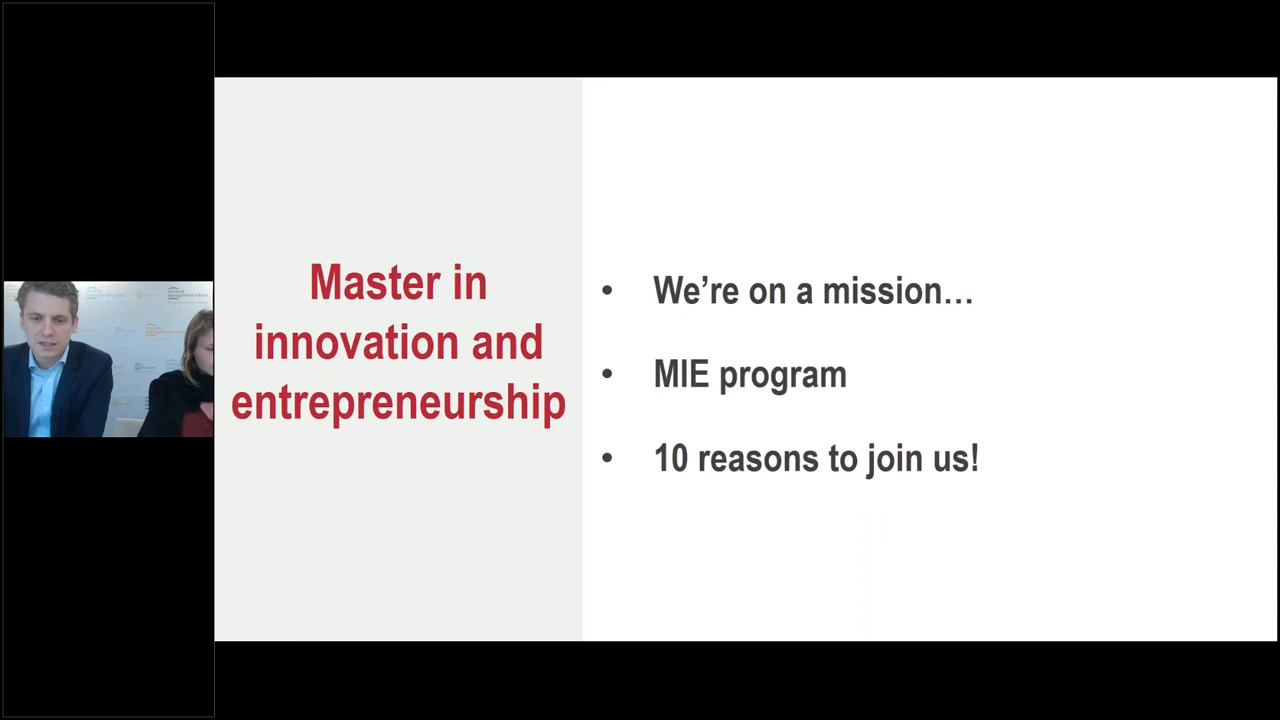 Master in
innovation and
entrepreneurship
• We’re on a mission…
• MIE program
• 10 reasons to join us!